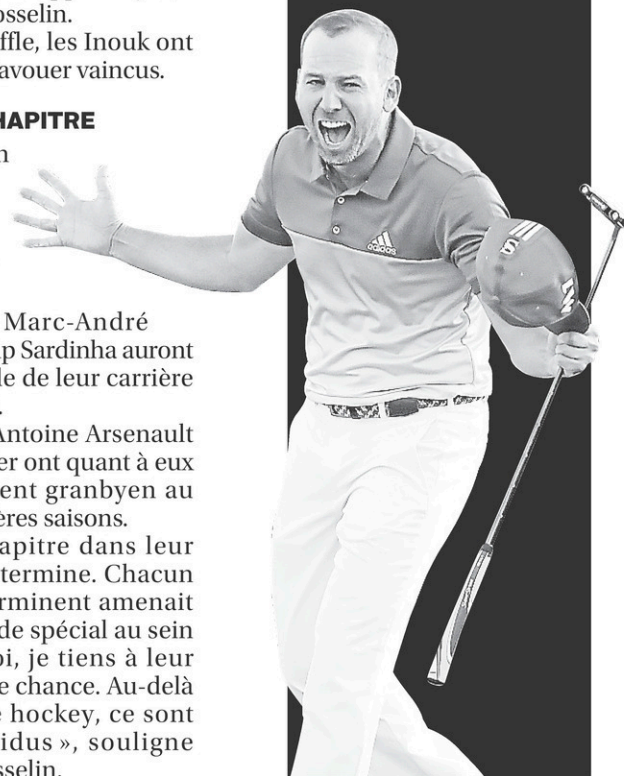 osselin.
ffle, les Inouk ont
avouer vaincus.
HAPITRE
n
Marc-André
p Sardinha auront
le de leur carrière
.
Antoine Arsenault
er ont quant à eux
ent granbyen au
ères saisons.
apitre dans leur
termine. Chacun
rminent amenait
de spécial au sein
oi, je tiens à leur
e chance. Au-delà
e hockey, ce sont
idus », souligne
osselin.
adidas